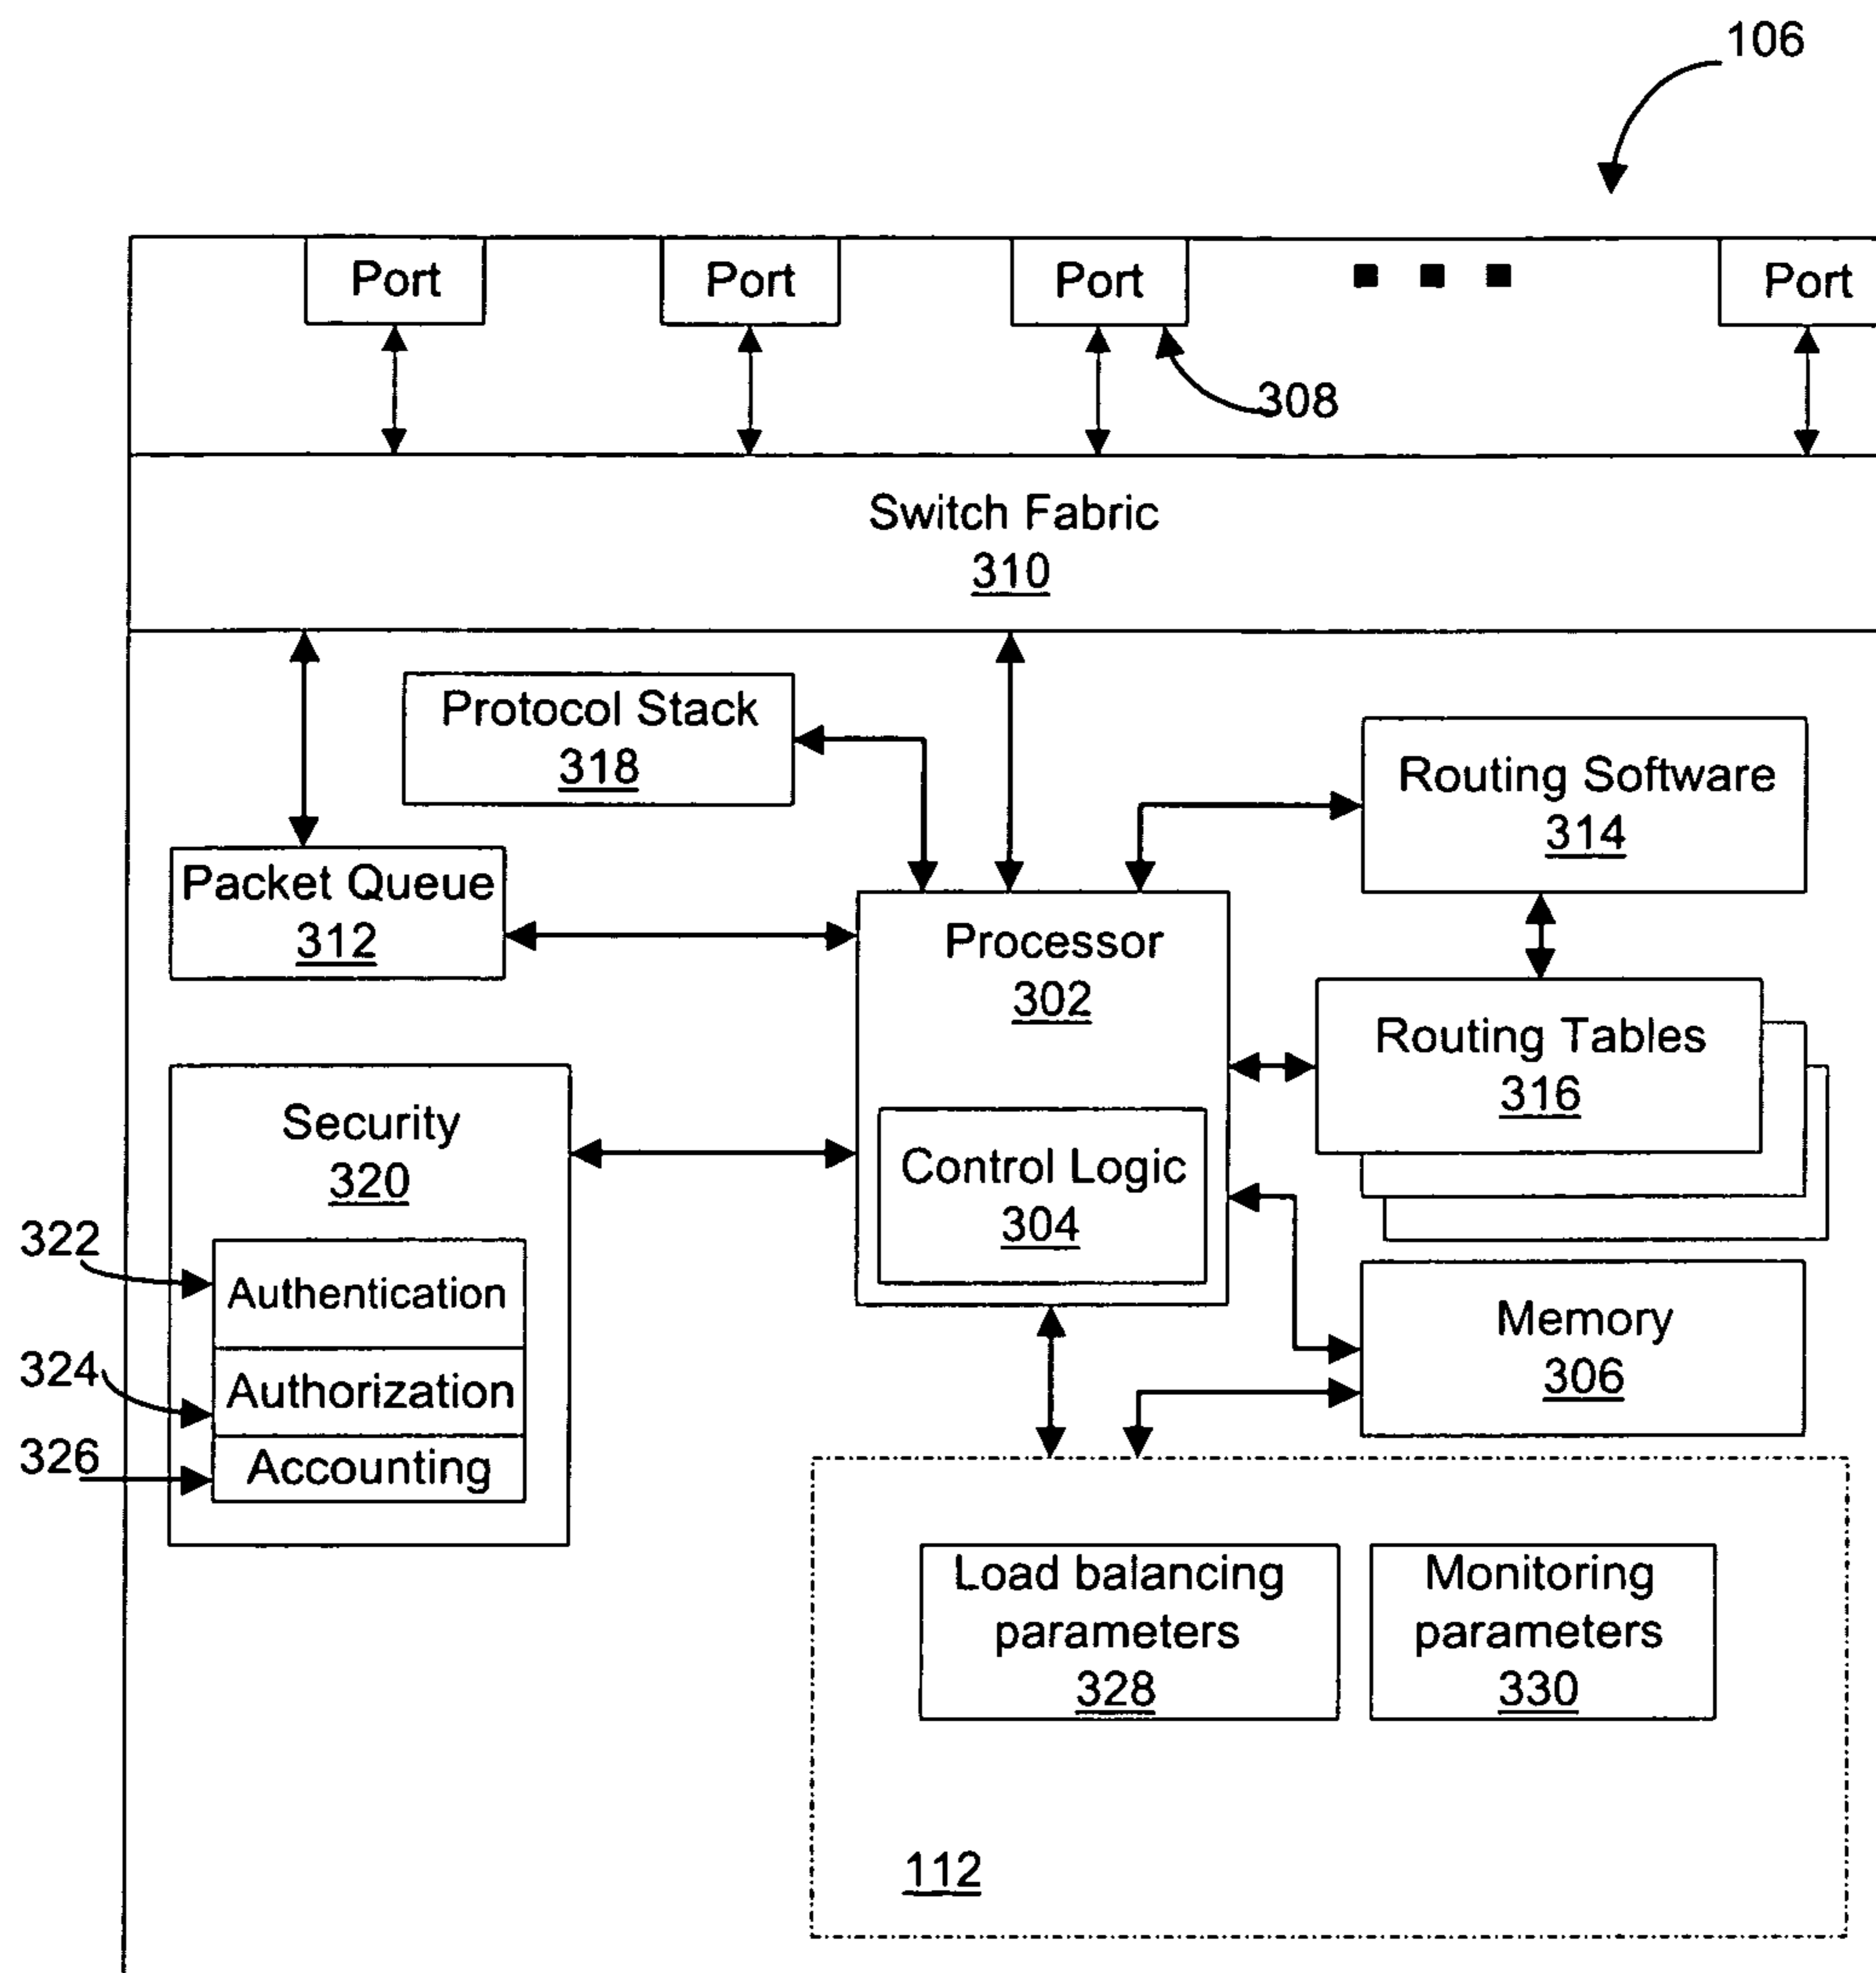 106
Port
Port
Port
Port
308
Switch Fabric
310
Protocol Stack
318
Routing Software
314
Packet Queue
312
Processor
302
Routing Tables
316
Security
320
Control Logic
304
322
Authentication
Memory
306
324
Authorization
326
Accounting
Load balancing
parameters
328
Monitoring
parameters
330
112